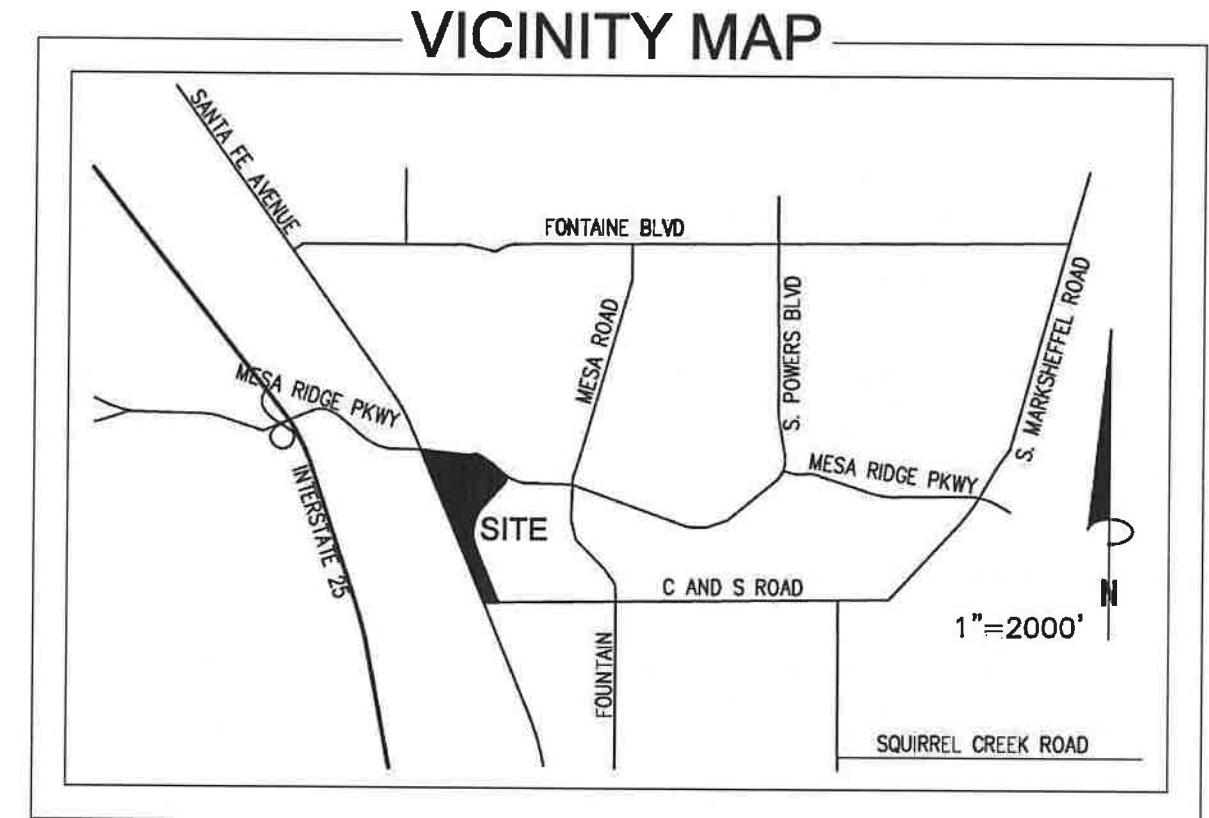 VICINITY MAP
SANTA FE AVENUE
FONTAINE BLVD
MESA ROAD
S. POWERS BLVD
S. MARKSHEFFEL ROAD
MESA RIDGE PKWY
MESA RIDGE PKWY
INTERSTATE 25
SITE
C AND S ROAD
N
1"=2000'
FOUNTAIN
SQUIRREL CREEK ROAD